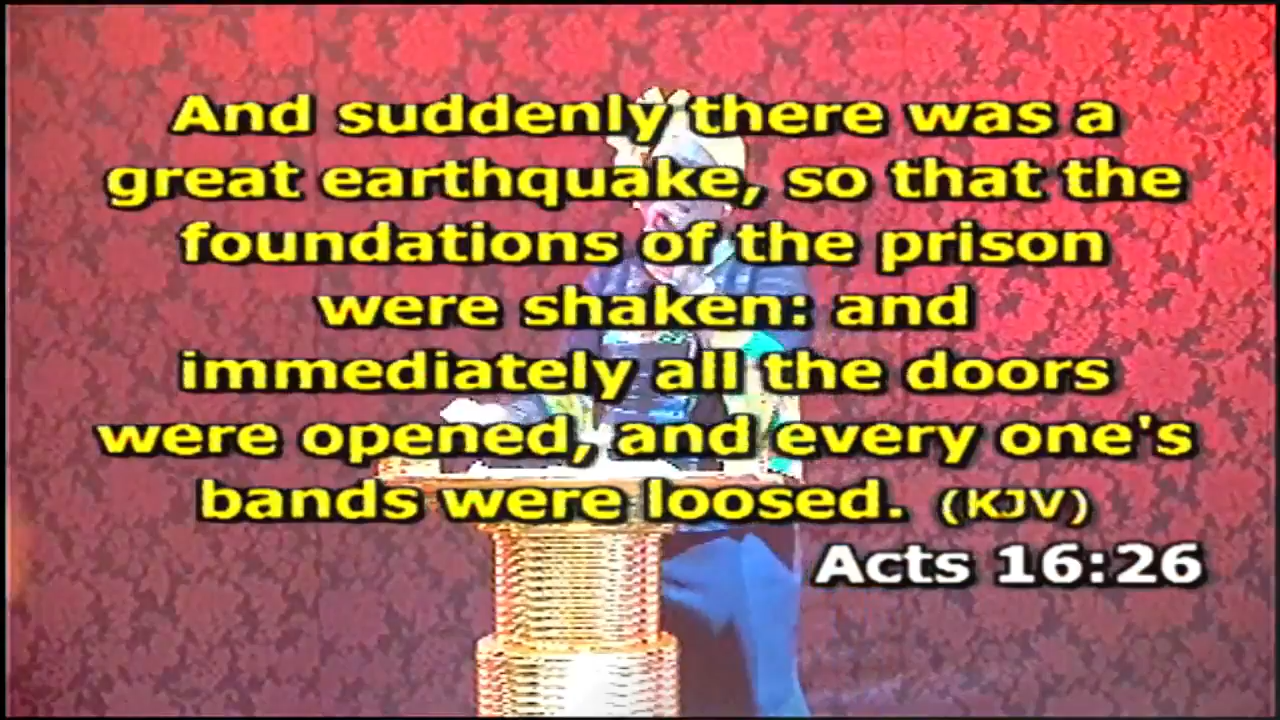 And suddenly there was a
great earthquake, so that the
foundations of the prison
were shaken: and
immediately all the doors
were opened, and every one's
bands were loosed. (KJV)
Acts 16:26